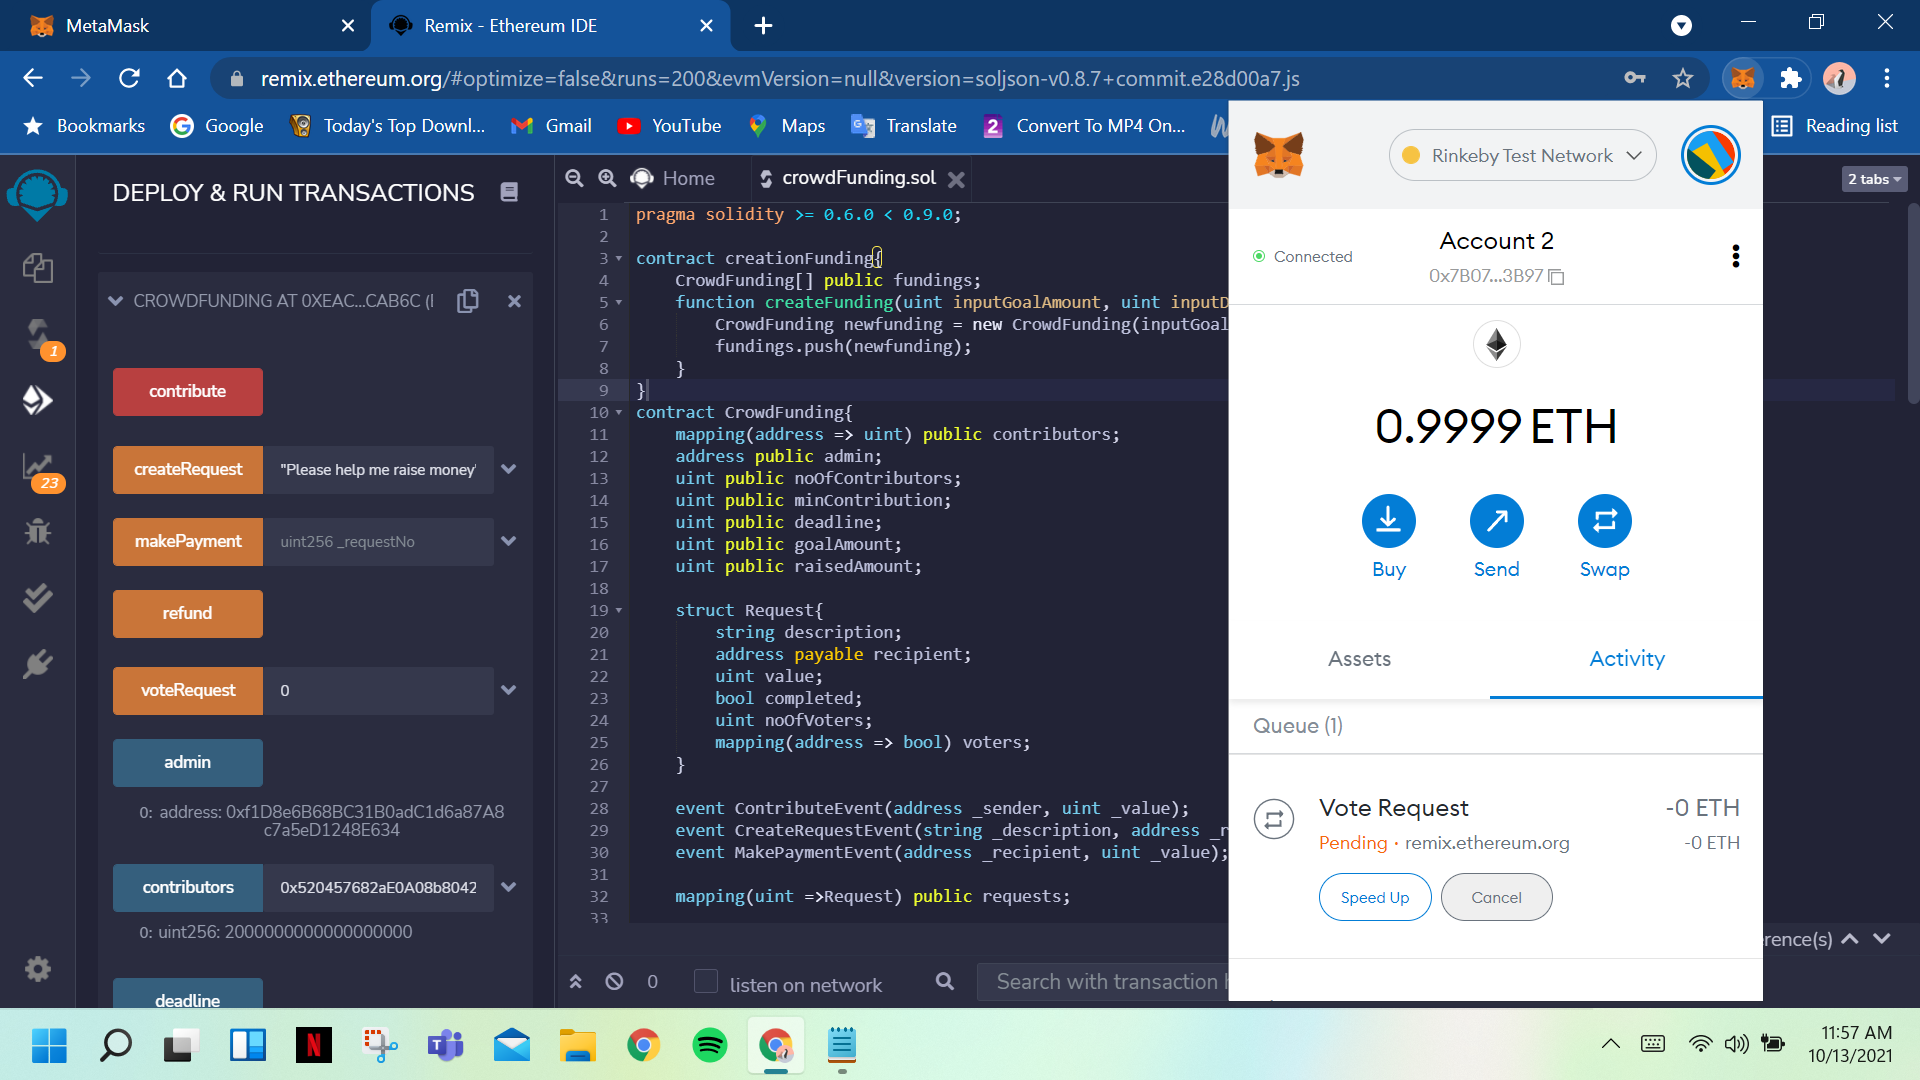 MetaMask
Remix - Ethereum IDE
remix.ethereum.org/#optimize=false&runs=200&evmVersion=null&version=soljson-v0.8.7+commit.e28d00a7.js
Bookmarks
Google
Today's Top Downl...
Gmail
YouTube
Maps
Translate
2
Convert To MP4 On...
Reading list
DEPLOY & RUN TRANSACTIONS
CROWDFUNDING AT 0XEAC...CAB6C (
contribute
createRequest
"Please help me raise money"
makePayment
uint256 _requestNo
refund
voteRequest
0
admin
0: address: 0xf1D8e6B68BC31B0adC1d6a87A8
c7a5eD1248E634
contributors
0x520457682aE0A08b8042
0: uint256: 2000000000000000000
deadline
1
23
Home
crowdFunding.sol
2 tabs
1 pragma solidity >= 0.6.0 < 0.9.0;
2
3 contract creationFunding{
4 CrowdFunding[] public fundings;
5 function createFunding(uint inputGoalAmount, uint inputD
6 CrowdFunding newfunding = new CrowdFunding(inputGoal
7 fundings.push(newfunding);
8 }
9 }
10 contract CrowdFunding{
11 mapping(address => uint) public contributors;
12 address public admin;
13 uint public noOfContributors;
14 uint public minContribution;
15 uint public deadline;
16 uint public goalAmount;
17 uint public raisedAmount;
18
19 struct Request{
20 string description;
21 address payable recipient;
22 uint value;
23 bool completed;
24 uint noOfVoters;
25 mapping(address => bool) voters;
26 }
27
28 event ContributeEvent(address _sender, uint _value);
29 event CreateRequestEvent(string _description, address _r
30 event MakePaymentEvent(address _recipient, uint _value);
31
32 mapping(uint =>Request) public requests;
33
0
listen on network
Search with transaction
rence(s)
Rinkeby Test Network
Connected
Account 2
0x7B07...3B97
0.9999 ETH
Buy
Send
Swap
Assets
Activity
Queue (1)
Vote Request
-0 ETH
Pending · remix.ethereum.org
-0 ETH
Speed Up
Cancel
N
T
11:57 AM
10/13/2021